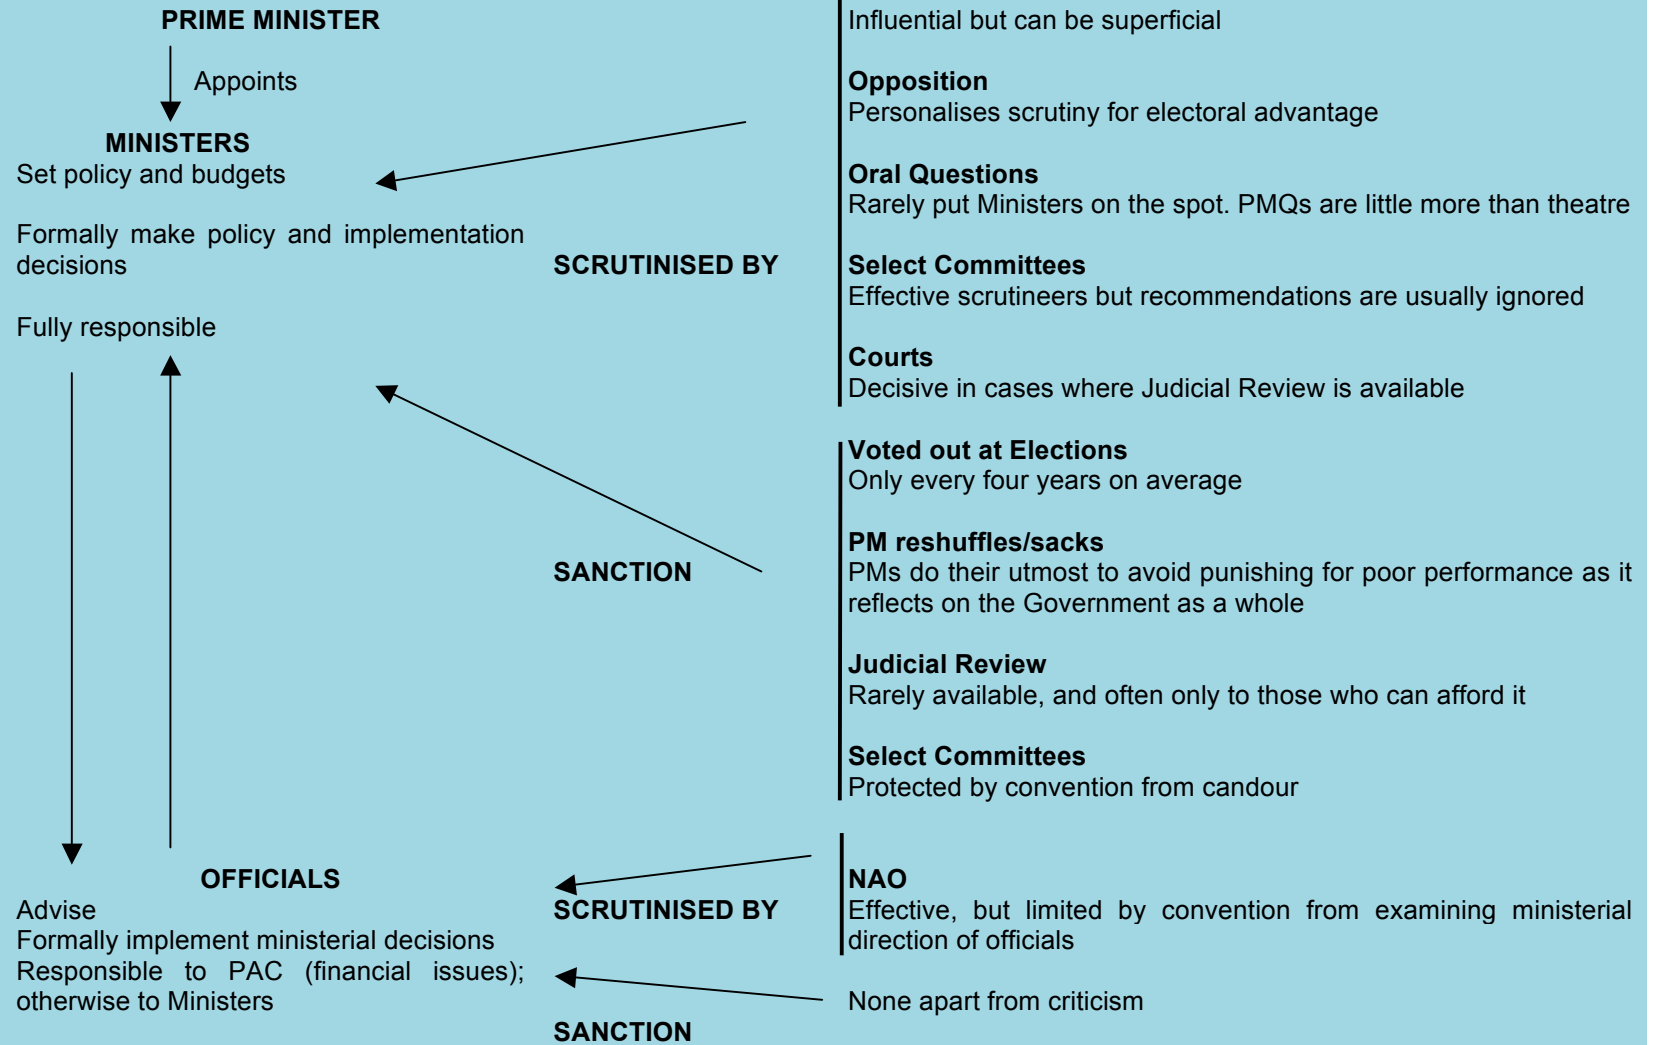 PRIME MINISTER
Appoints
MINISTERS
Set policy and budgets
Formally make policy and implementation
decisions
Fully responsible
SCRUTINISED BY
Influential but can be superficial
Opposition
Personalises scrutiny for electoral advantage
Oral Questions
Rarely put Ministers on the spot. PMQs are little more than theatre
Select Committees
Effective scrutineers but recommendations are usually ignored
Courts
Decisive in cases where Judicial Review is available
SANCTION
Voted out at Elections
Only every four years on average
PM reshuffles/sacks
PMs do their utmost to avoid punishing for poor performance as it
reflects on the Government as a whole
Judicial Review
Rarely available, and often only to those who can afford it
Select Committees
Protected by convention from candour
OFFICIALS
Advise
Formally implement ministerial decisions
Responsible to PAC (financial issues);
otherwise to Ministers
SCRUTINISED BY
NAO
Effective, but limited by convention from examining ministerial
direction of officials
SANCTION
None apart from criticism